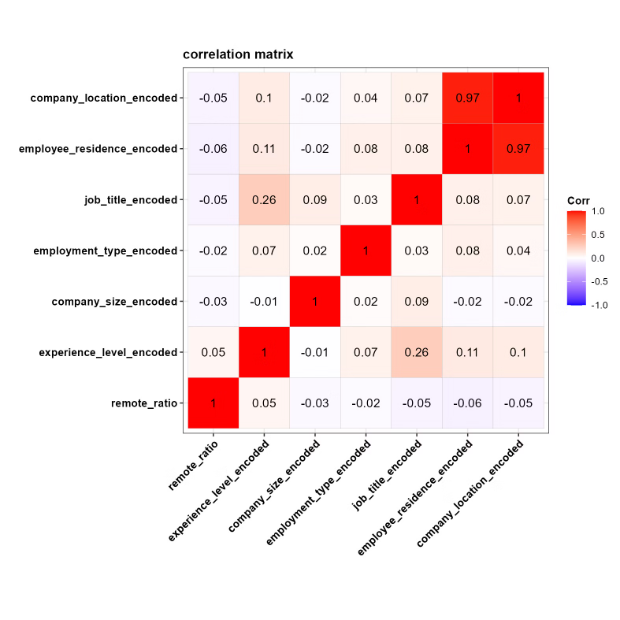 correlation matrix
company_location_encoded -0.05 0.1 -0.02 0.04 0.07 0.97 1
employee_residence_encoded -0.06 0.11 -0.02 0.08 0.08 1 0.97
job_title_encoded -0.05 0.26 0.09 0.03 1 0.08 0.07
employment_type_encoded -0.02 0.07 0.02 1 0.03 0.08 0.04
company_size_encoded -0.03 -0.01 1 0.02 0.09 -0.02 -0.02
experience_level_encoded 0.05 1 -0.01 0.07 0.26 0.11 0.1
remote_ratio 1 0.05 -0.03 -0.02 -0.05 -0.06 -0.05
remote_ratio
experience_level_encoded
company_size_encoded
employment_type_encoded
job_title_encoded
employee_residence_encoded
company_location_encoded
Corr
1.0
0.5
0.0
-0.5
-1.0